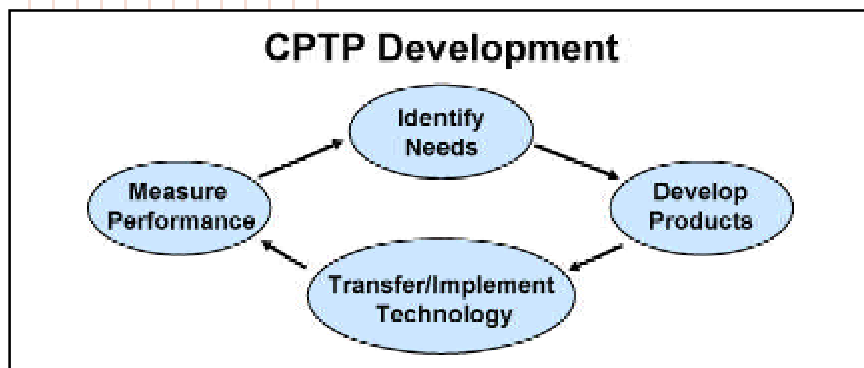 CPTP Development
Identify
Needs
Measure
Performance
Develop
Products
Transfer/Implement
Technology